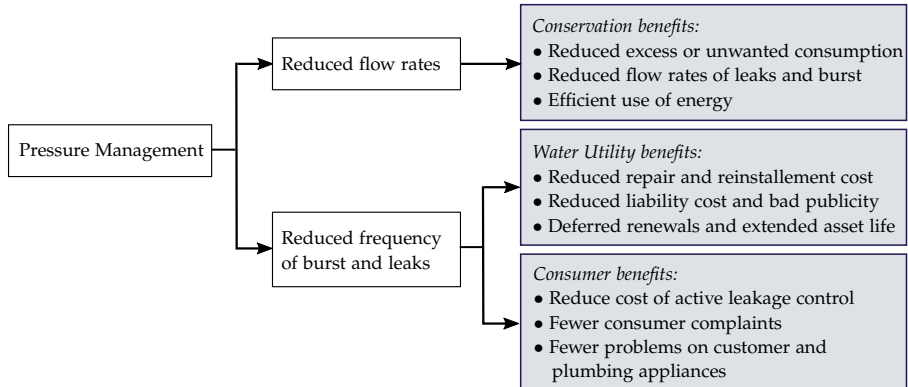 Pressure Management
Reduced flow rates
Reduced frequency
of burst and leaks
Conservation benefits:
● Reduced excess or unwanted consumption
● Reduced flow rates of leaks and burst
● Efficient use of energy
Water Utility benefits:
● Reduced repair and reinstallement cost
● Reduced liability cost and bad publicity
● Deferred renewals and extended asset life
Consumer benefits:
● Reduce cost of active leakage control
● Fewer consumer complaints
● Fewer problems on customer and
plumbing appliances